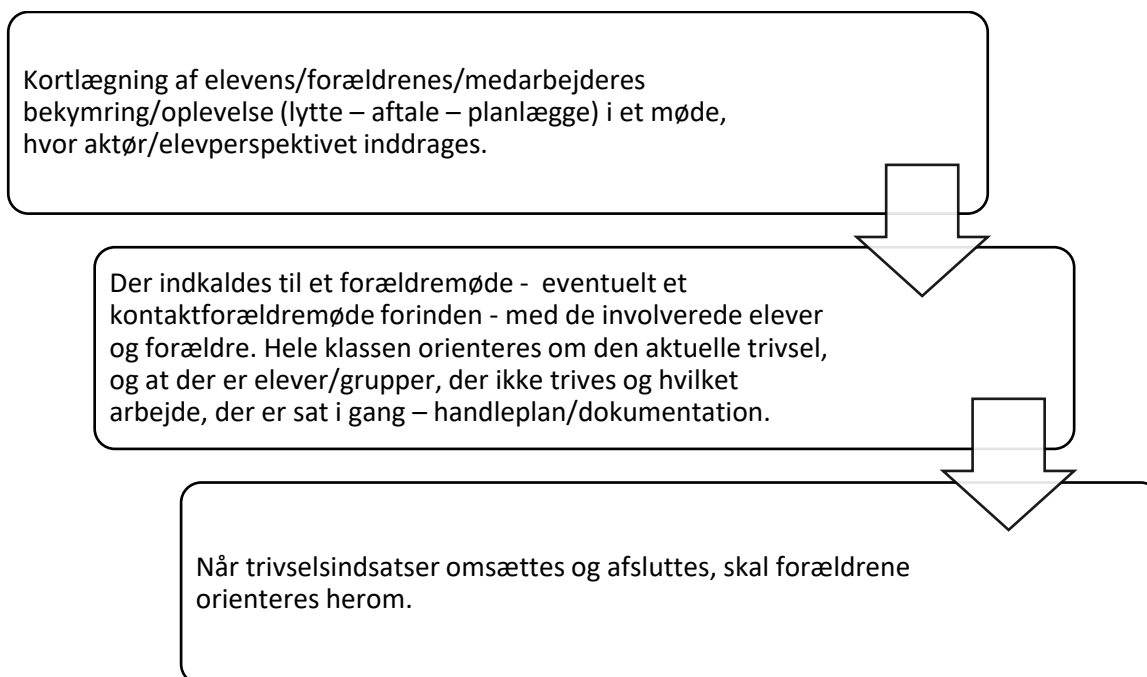 Kortlægning af elevens/forældrenes/medarbejderes
bekymring/oplevelse (lytte – aftale – planlægge) i et møde,
hvor aktør/elevperspektivet inddrages.
Der indkaldes til et forældremøde - eventuelt et
kontaktforældremøde forinden - med de involverede elever
og forældre. Hele klassen orienteres om den aktuelle trivsel,
og at der er elever/grupper, der ikke trives og hvilket
arbejde, der er sat i gang – handleplan/dokumentation.
Når trivselsindsatser omsættes og afsluttes, skal forældrene
orienteres herom.